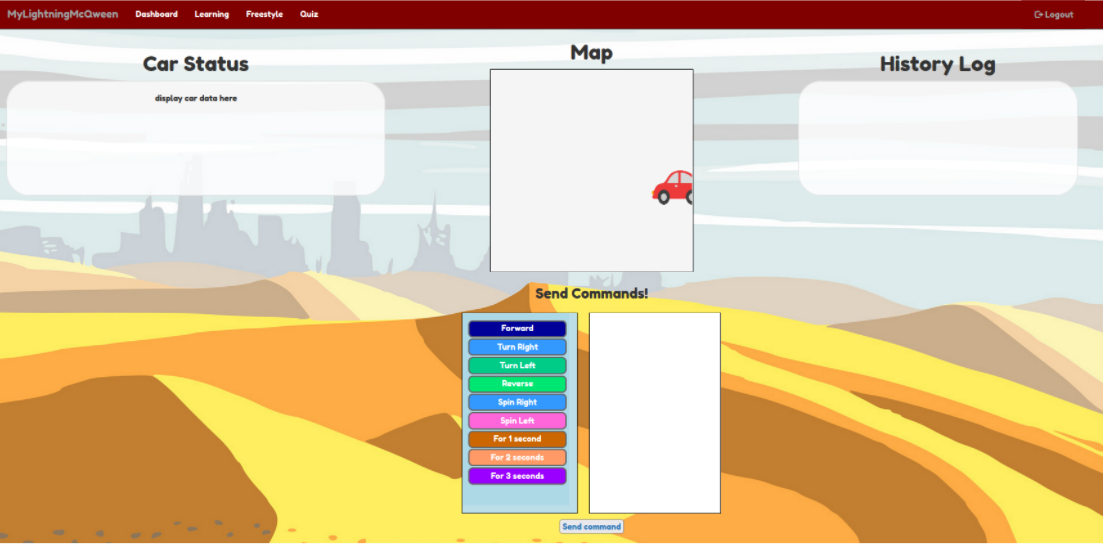 MyLightningMcQween Dashboard Learning Freestyle Quiz Logout
Car Status
display car data here
Map
History Log
Send Commands!
Forward
Turn Right
Turn Left
Reverse
Spin Right
Spin Left
For 1 second
For 2 seconds
For 3 seconds
Send command